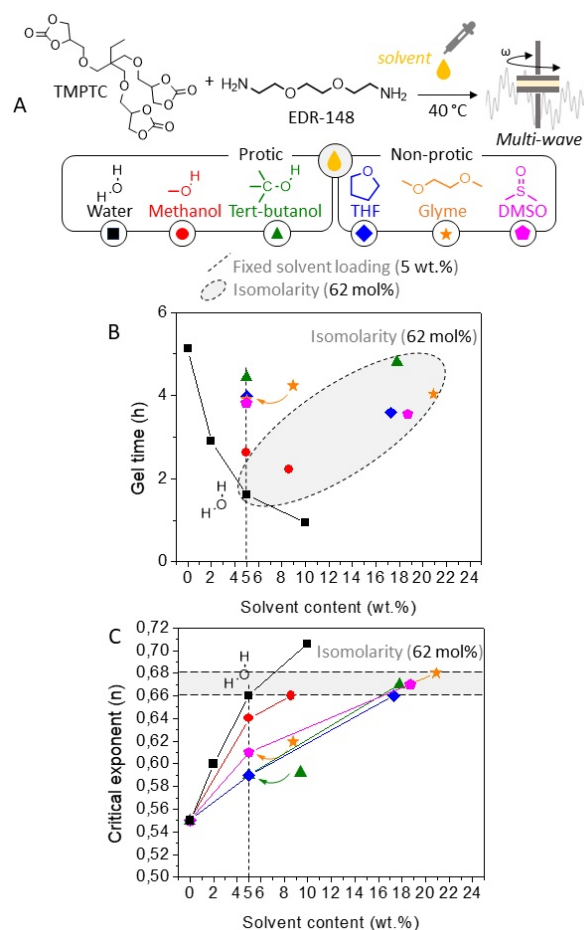 A
TMPTC
+
H₂N
NH₂
EDR-148
solvent
40 °C
ω
Multi-wave
Protic
Non-protic
Water
Methanol
Tert-butanol
THF
Glyme
DMSO
Fixed solvent loading (5 wt.%)
Isomolarity (62 mol%)
B
Isomolarity (62 mol%)
Gel time (h)
6
4
2
0
H
H O
0 2 4 5 6 8 10 12 14 16 18 20 22 24
Solvent content (wt.%)
C
Isomolarity (62 mol%)
Critical exponent (n)
0,72
0,70
0,68
0,66
0,64
0,62
0,60
0,58
0,56
0,54
0,52
0,50
H
H O
0 2 4 5 6 8 10 12 14 16 18 20 22 24
Solvent content (wt.%)